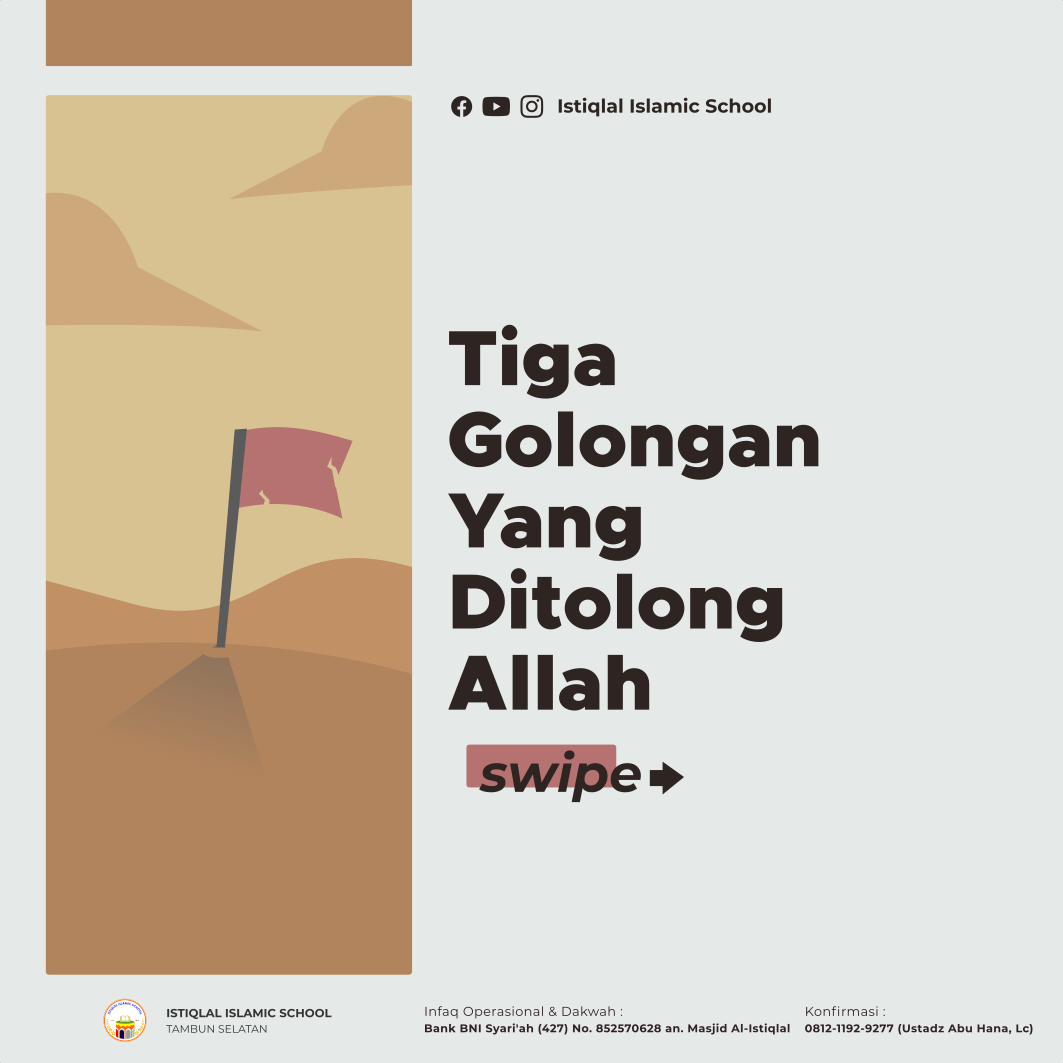 Istiqlal Islamic School
Tiga
Golongan
Yang
Ditolong
Allah
swipe
ISTIQLAL ISLAMIC SCHOOL
TAMBUN SELATAN
Infaq Operasional & Dakwah :
Bank BNI Syari'ah (427) No. 852570628 an. Masjid Al-Istiqlal
Konfirmasi :
0812-1192-9277 (Ustadz Abu Hana, Lc)